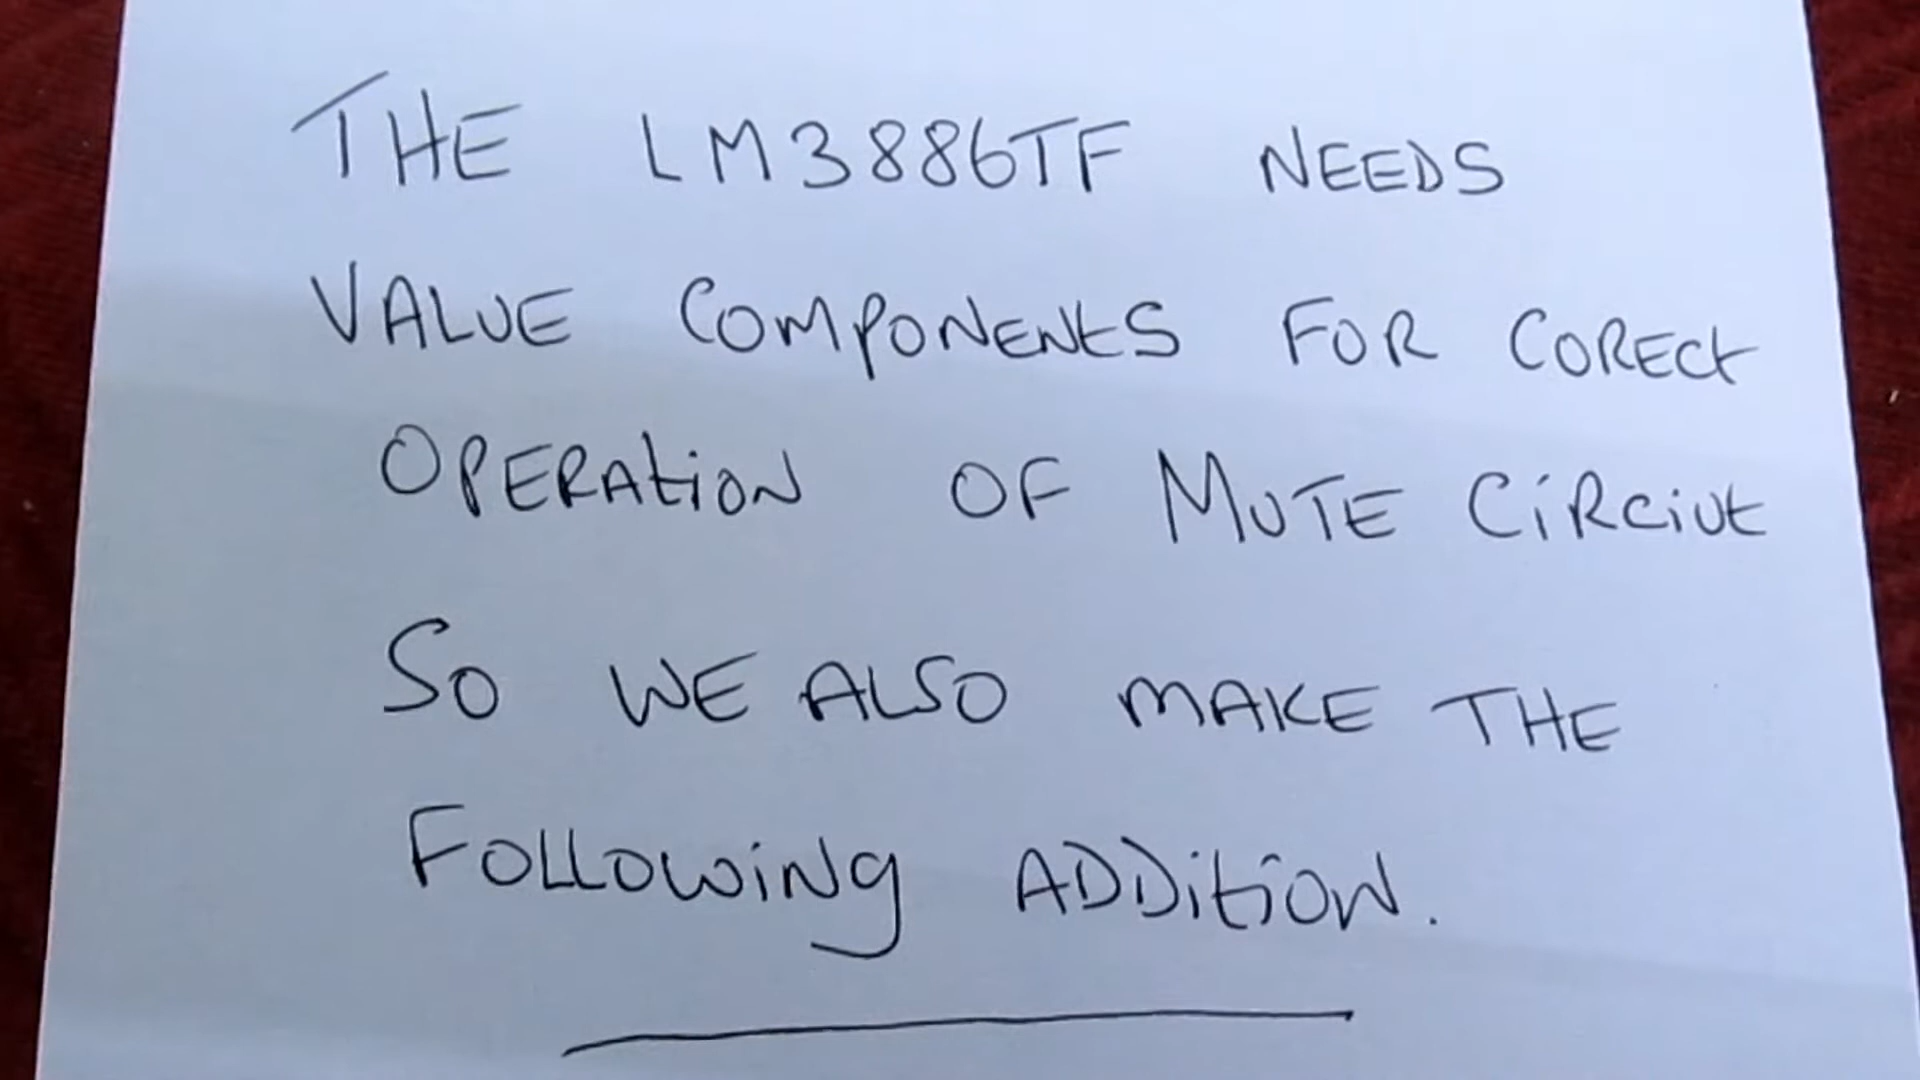 THE LM3886TF NEEDS
VALUE COMPONENtS FOR CORECt
OPERAtiON OF MUTE CiRCiUt
SO WE ALSO MAKE THE
FOLLOWiNg ADDitiON.